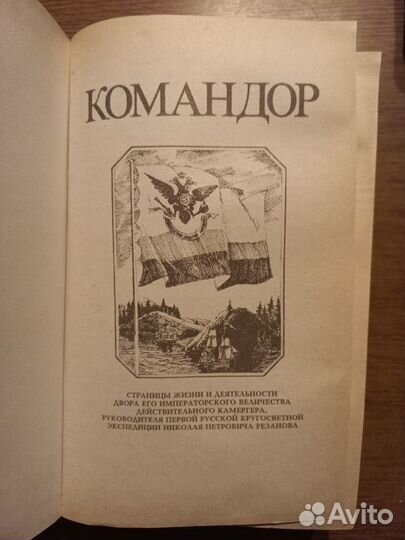 КОМАНДОР
СТРАНИЦЫ ЖИЗНИ И ДЕЯТЕЛЬНОСТИ
ДВОРА ЕГО ИМПЕРАТОРСКОГО ВЕЛИЧЕСТВА
ДЕЙСТВИТЕЛЬНОГО КАМЕРГЕРА,
РУКОВОДИТЕЛЯ ПЕРВОЙ РУССКОЙ КРУГОСВЕТНОЙ
ЭКСПЕДИЦИИ НИКОЛАЯ ПЕТРОВИЧА РЕЗАНОВА
Avito